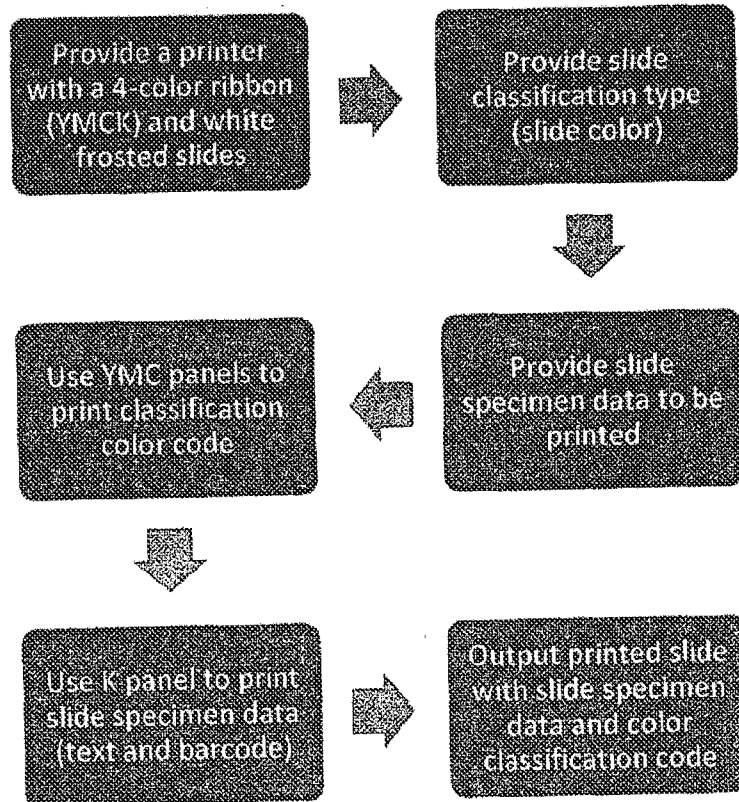 Provide a printer
with a 4-color ribbon
(YMCK) and white
frosted slides
Provide slide
classification type
(slide color)
Provide slide
specimen data to be
printed
Use YMC panels to
print classification
color code
Use K panel to print
slide specimen data
(text and barcode)
Output printed slide
with slide specimen
data and color
classification code